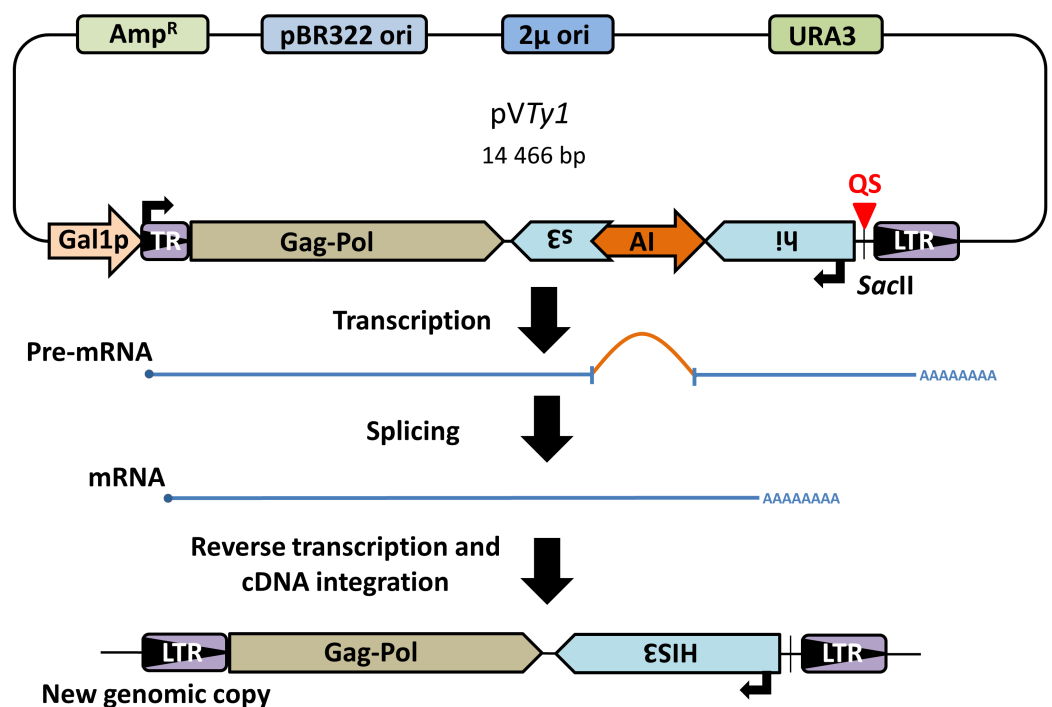 Amp^R pBR322 ori 2µ ori URA3
pVTy1
14 466 bp
QS
Gal1p TR Gag-Pol s3 AI hi LTR
SacII
Transcription
Pre-mRNA
AAAAAAAA
Splicing
mRNA
AAAAAAAA
Reverse transcription and
cDNA integration
LTR Gag-Pol HIS3 LTR
New genomic copy